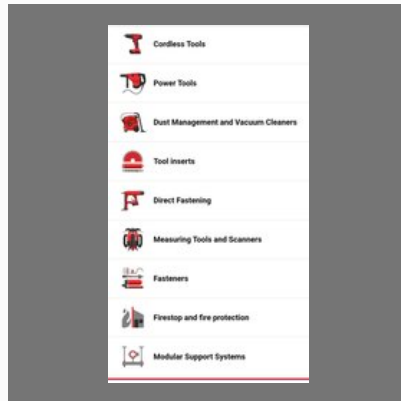 Cordless Tools
Power Tools
Dust Management and Vacuum Cleaners
Tool inserts
Direct Fastening
Measuring Tools and Scanners
Fasteners
Firestop and fire protection
Modular Support Systems